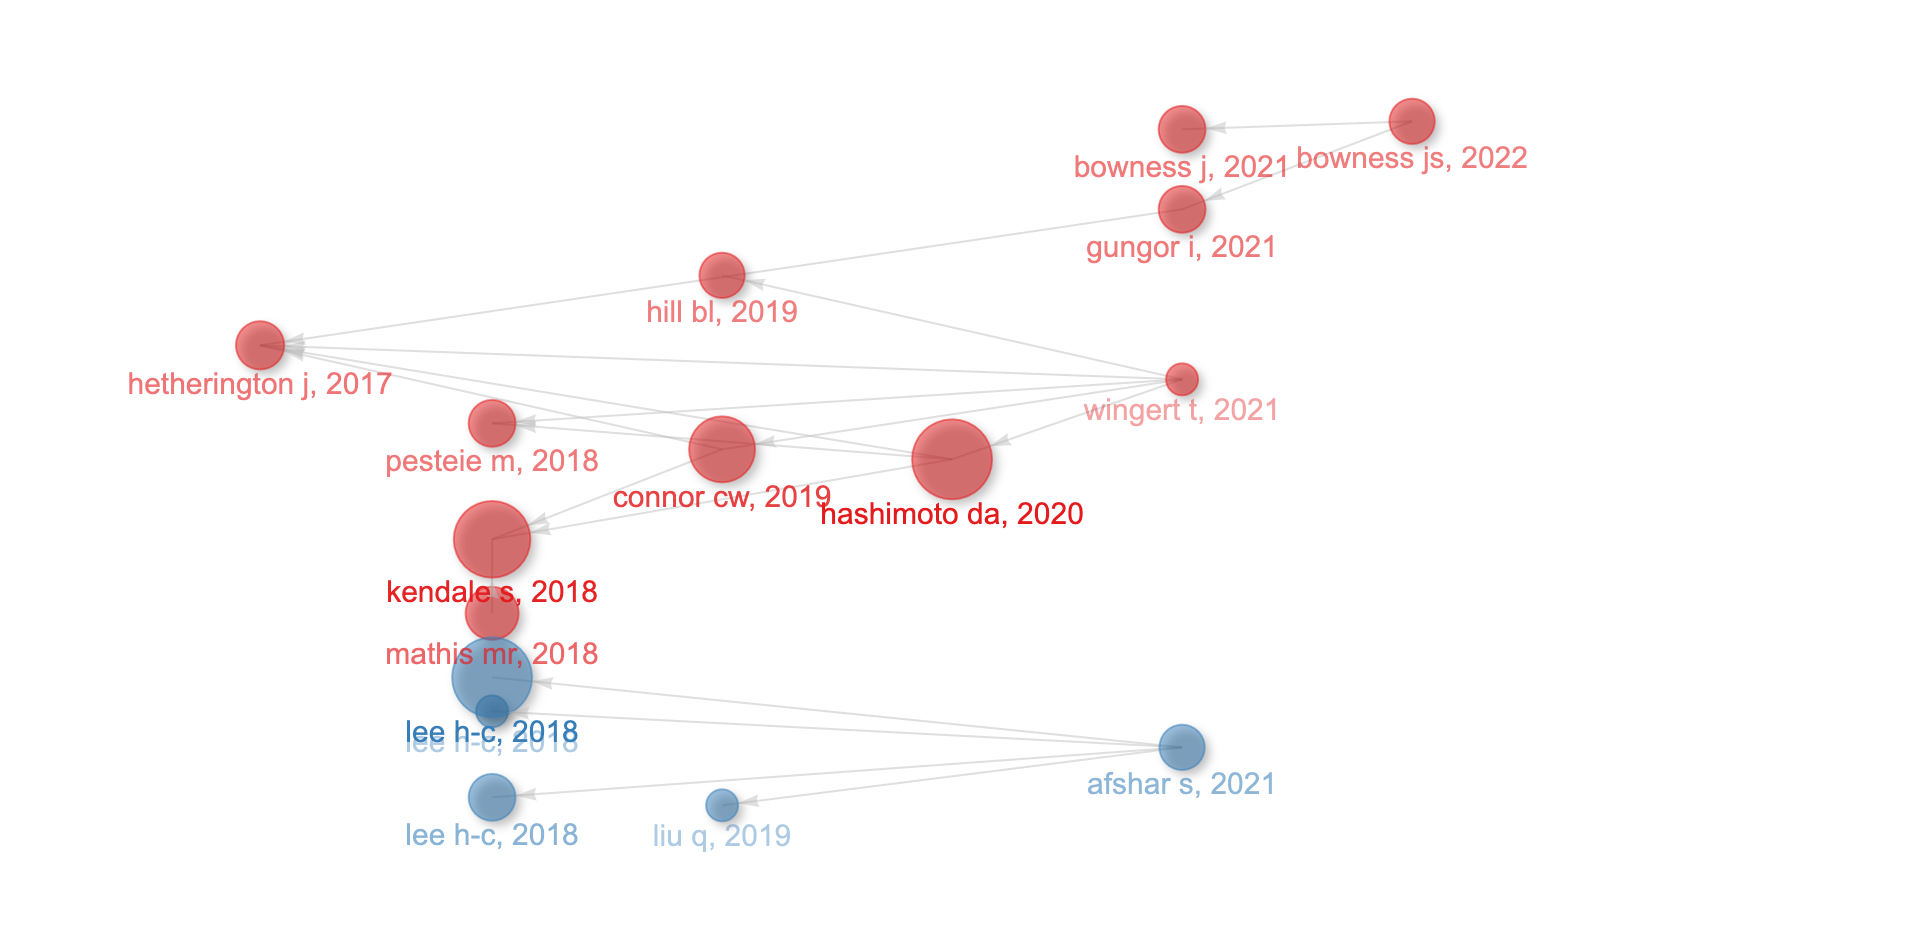 bowness j, 2021
bowness js, 2022
gungor i, 2021
hill bl, 2019
hetherington j, 2017
wingert t, 2021
pesteie m, 2018
connor cw, 2019
hashimoto da, 2020
kendale s, 2018
mathis mr, 2018
lee h-c, 2018
lee h-c, 2018
afshar s, 2021
lee h-c, 2018
liu q, 2019